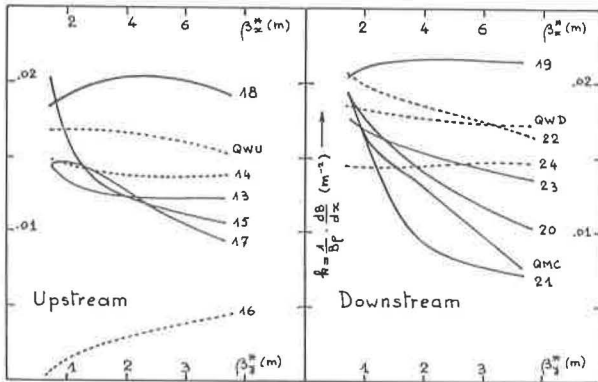 2 4 6 β*x (m)
.02
18
QWU
14
13
15
17
.01
Upstream
16
1 2 3 β*z (m)
2 4 6 β*x (m)
19
.02
QWD
22
24
23
20
.01
QMC
21
k = 1/Bρ · dB/dx (m⁻²)
Downstream
1 2 3 β*z (m)